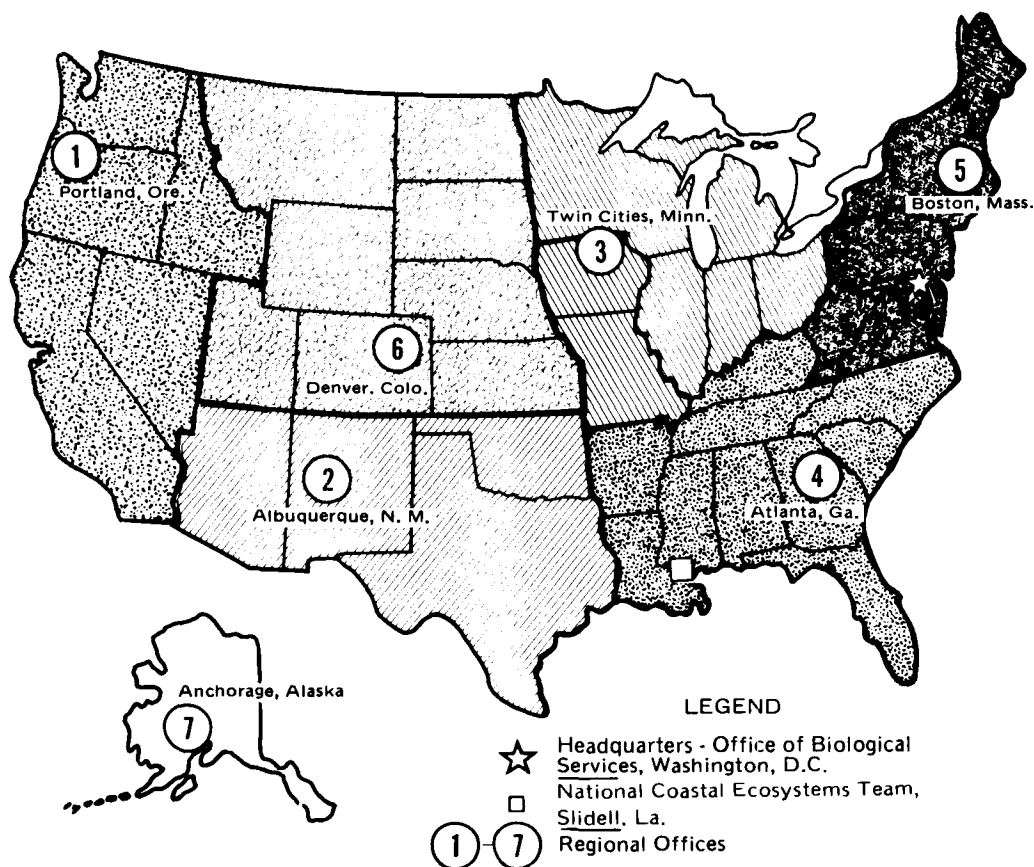 1
Portland, Ore.
5
Boston, Mass.
Twin Cities, Minn.
3
6
Denver. Colo.
2
Albuquerque, N. M.
4
Atlanta, Ga.
Anchorage, Alaska
7
LEGEND
Headquarters - Office of Biological
Services, Washington, D.C.
National Coastal Ecosystems Team,
Slidell, La.
1 - 7 Regional Offices